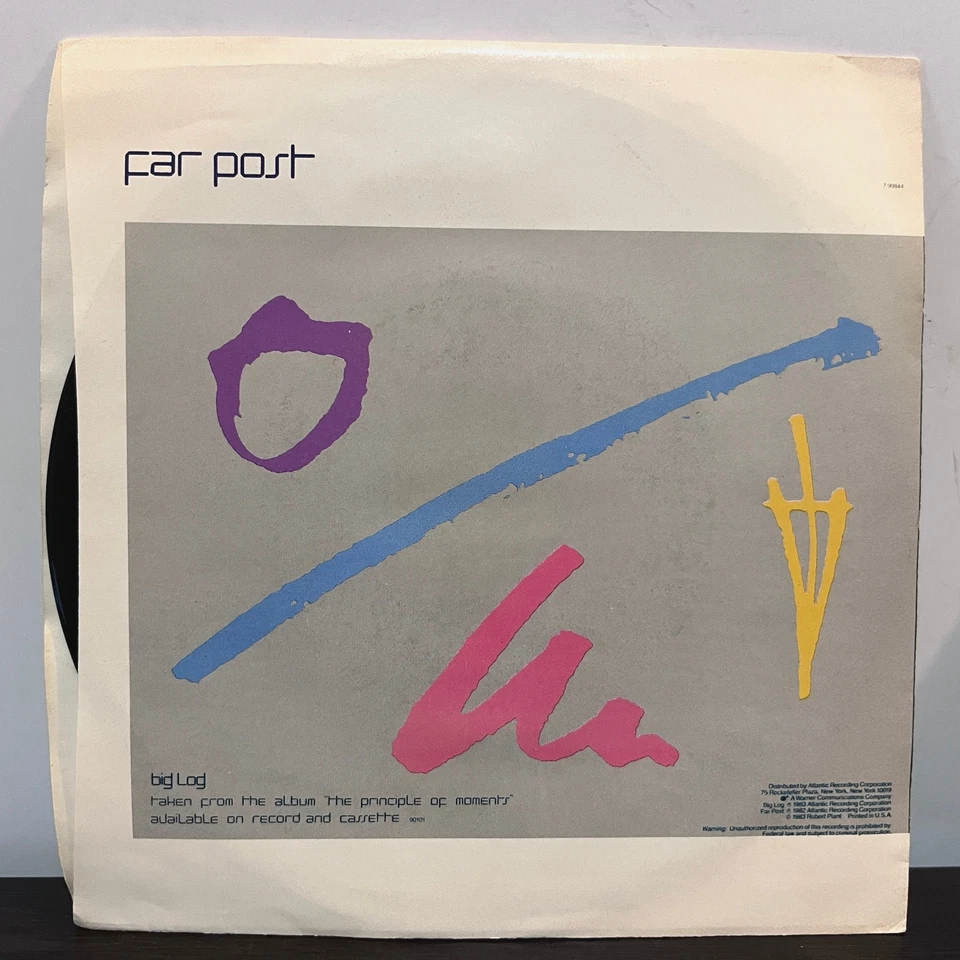 far post
7-99844
big Log
taken from the album "the principle of moments"
available on record and cassette 90101
Distributed by Atlantic Recording Corporation
75 Rockefeller Plaza, New York, New York 10019
A Warner Communications Company
Big Log ℗ 1983 Atlantic Recording Corporation
Far Post ℗ 1982 Atlantic Recording Corporation
© 1983 Robert Plant Printed in U.S.A.
Warning: Unauthorized reproduction of this recording is prohibited by
Federal law and subject to criminal prosecution.